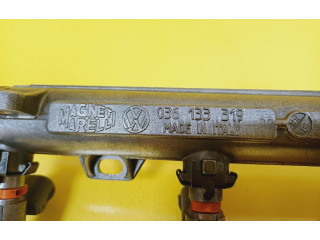 MAGNETI MARELLI
036 133 319
MADE IN ITALY